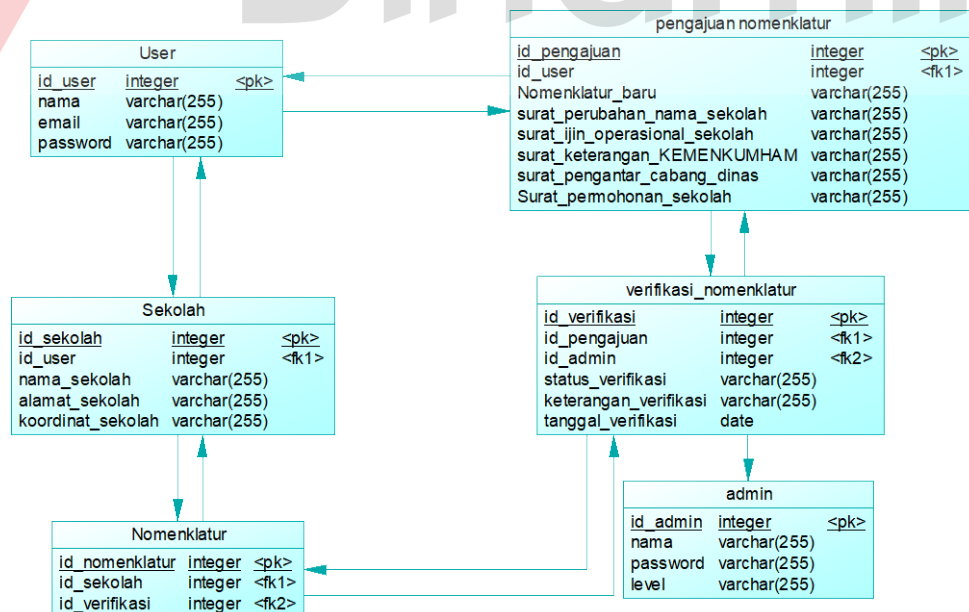 User
id_user integer <pk>
nama varchar(255)
email varchar(255)
password varchar(255)
pengajuan nomenklatur
id_pengajuan integer <pk>
id_user integer <fk1>
Nomenklatur_baru varchar(255)
surat_perubahan_nama_sekolah varchar(255)
surat_ijin_operasional_sekolah varchar(255)
surat_keterangan_KEMENKUMHAM varchar(255)
surat_pengantar_cabang_dinas varchar(255)
Surat_permohonan_sekolah varchar(255)
Sekolah
id_sekolah integer <pk>
id_user integer <fk1>
nama_sekolah varchar(255)
alamat_sekolah varchar(255)
koordinat_sekolah varchar(255)
verifikasi_nomenklatur
id_verifikasi integer <pk>
id_pengajuan integer <fk1>
id_admin integer <fk2>
status_verifikasi varchar(255)
keterangan_verifikasi varchar(255)
tanggal_verifikasi date
Nomenklatur
id_nomenklatur integer <pk>
id_sekolah integer <fk1>
id_verifikasi integer <fk2>
admin
id_admin integer <pk>
nama varchar(255)
password varchar(255)
level varchar(255)